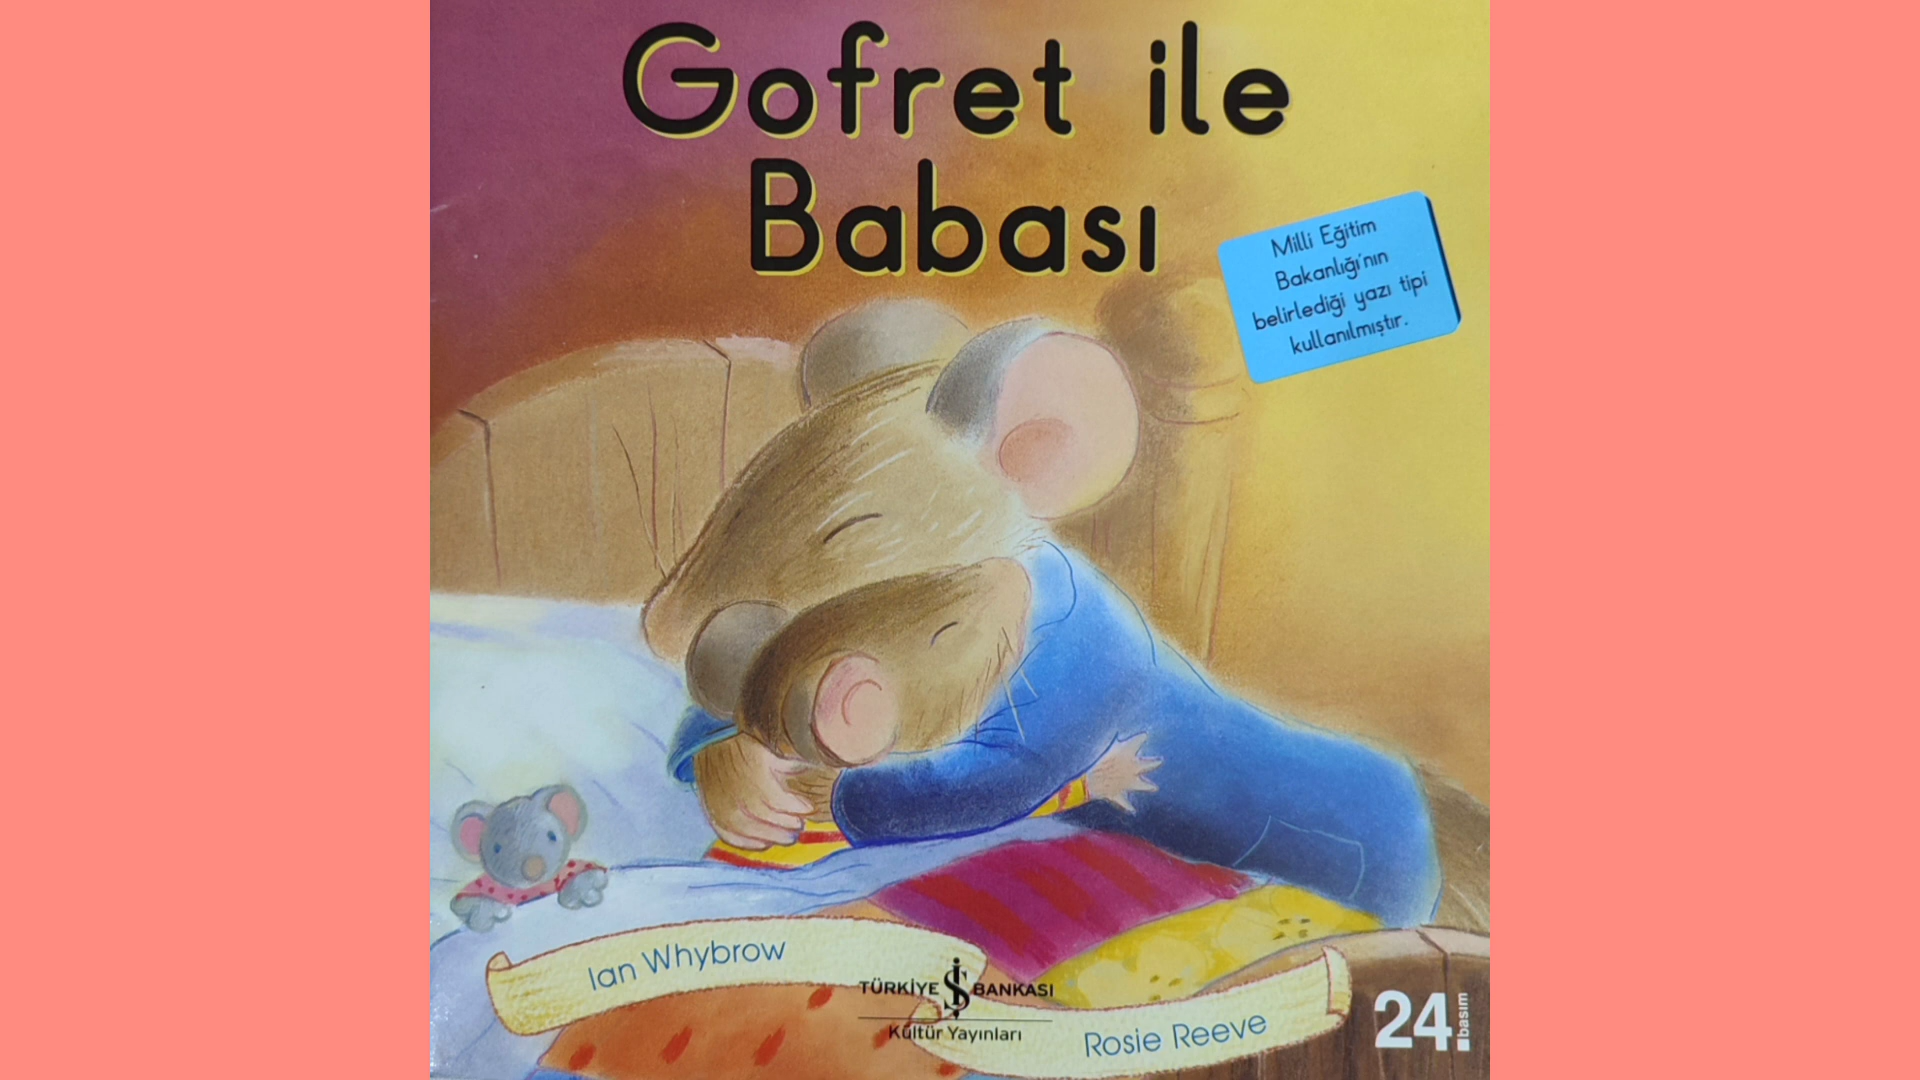 Gofret ile
Babası
Milli Eğitim
Bakanlığı'nın
belirlediği yazı tipi
kullanılmıştır.
Ian Whybrow
TÜRKİYE İŞ BANKASI
Kültür Yayınları
Rosie Reeve
24. basım